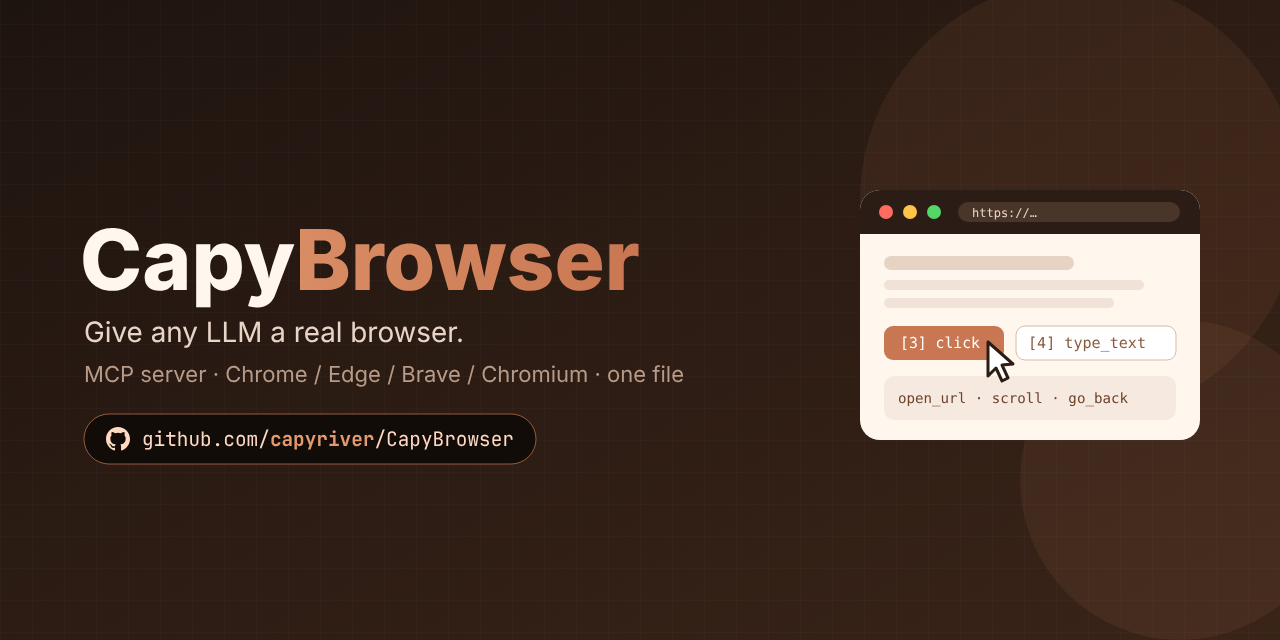 CapyBrowser
Give any LLM a real browser.
MCP server · Chrome / Edge / Brave / Chromium · one file
github.com/capyriver/CapyBrowser
https://…
[3] click
[4] type_text
open_url · scroll · go_back